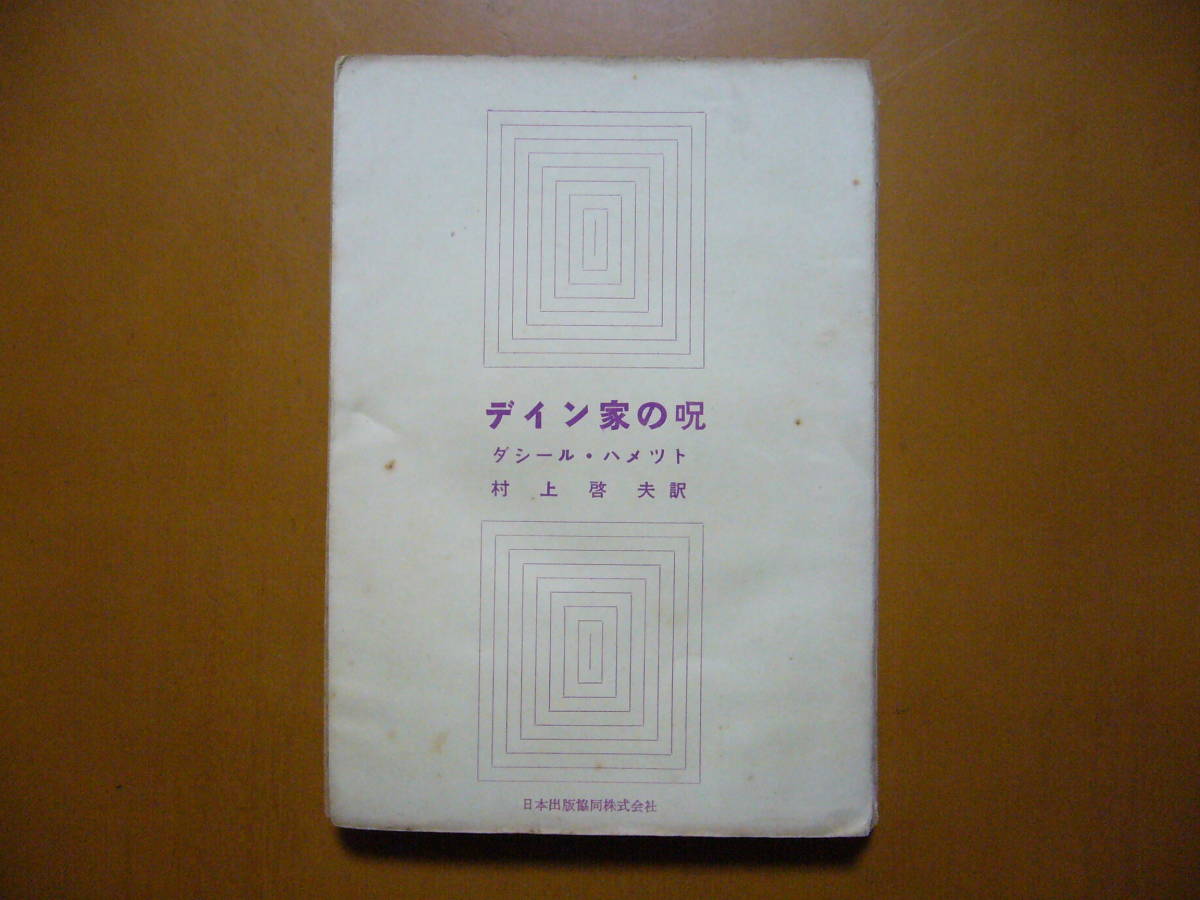 デイン家の呪
ダシール・ハメツト
村上啓夫訳
日本出版協同株式会社